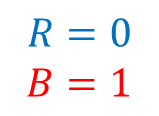 R = 0
B = 1